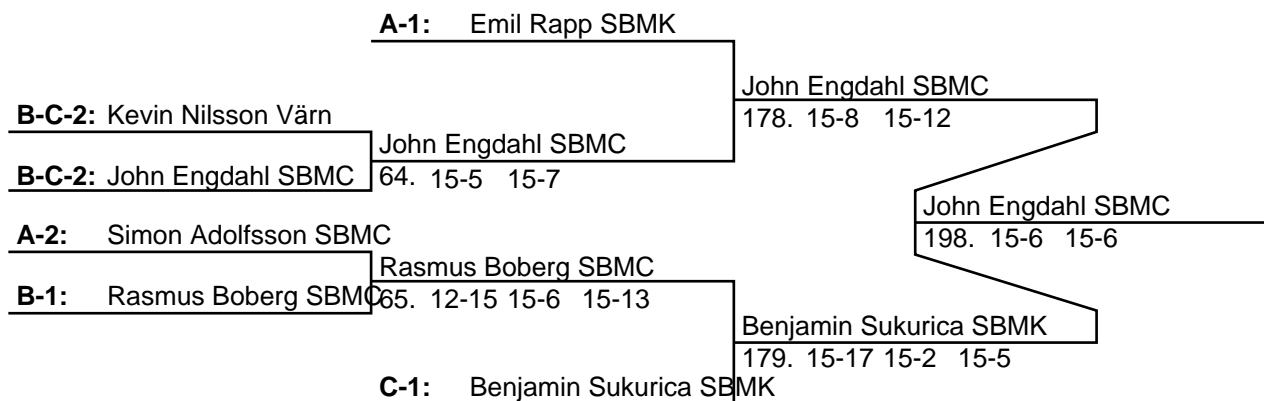 A-1: Emil Rapp SBMK
John Engdahl SBMC
178. 15-8 15-12
B-C-2: Kevin Nilsson Värn
John Engdahl SBMC
64. 15-5 15-7
B-C-2: John Engdahl SBMC
John Engdahl SBMC
198. 15-6 15-6
A-2: Simon Adolfsson SBMC
Rasmus Boberg SBMC
65. 12-15 15-6 15-13
B-1: Rasmus Boberg SBMC
Benjamin Sukurica SBMK
179. 15-17 15-2 15-5
C-1: Benjamin Sukurica SBMK